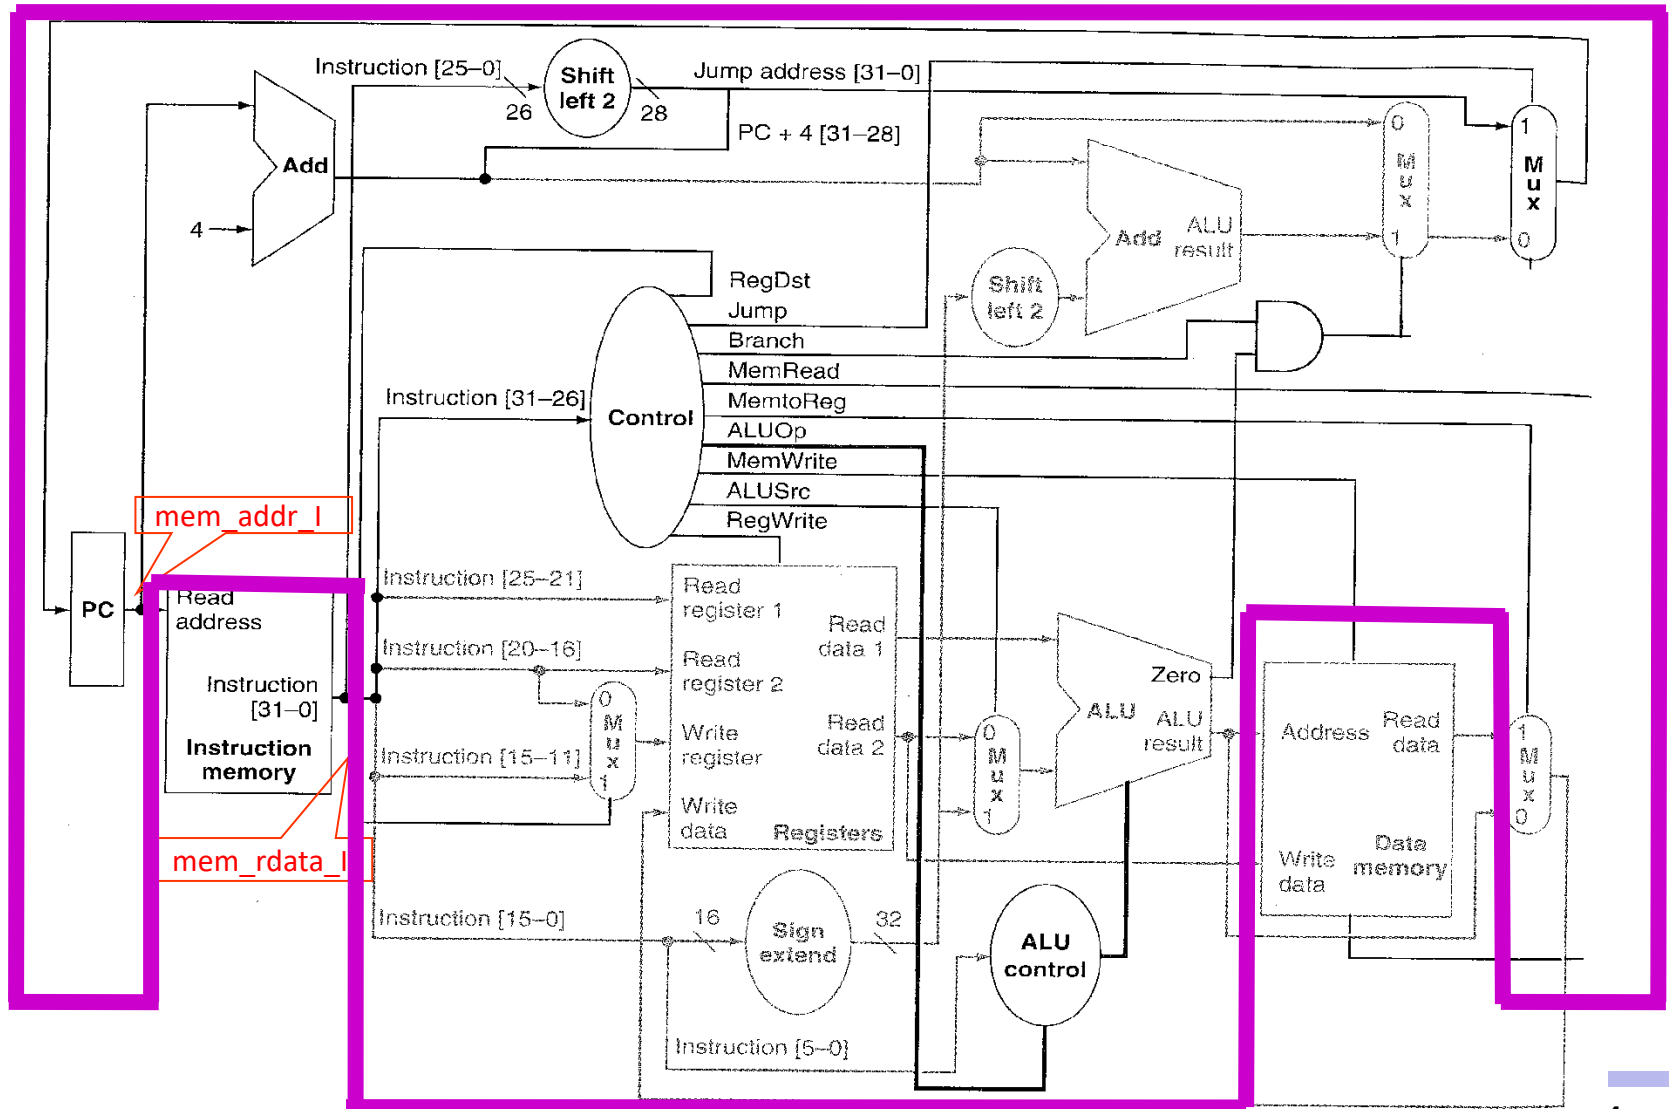 Instruction [25–0]
26
Shift
left 2
28
Jump address [31–0]
PC + 4 [31–28]
Add
4
0
M
u
x
1
1
M
u
x
0
Add
ALU
result
Shift
left 2
RegDst
Jump
Branch
MemRead
MemtoReg
ALUOp
MemWrite
ALUSrc
RegWrite
Instruction [31–26]
Control
mem_addr_I
PC
Read
address
Instruction
[31–0]
Instruction
memory
mem_rdata_I
Instruction [25–21]
Instruction [20–16]
Instruction [15–11]
0
M
u
x
1
Read
register 1
Read
register 2
Write
register
Write
data
Read
data 1
Read
data 2
Registers
0
M
u
x
1
Zero
ALU
ALU
result
Address
Read
data
Write
data
Data
memory
1
M
u
x
0
Instruction [15–0]
16
Sign
extend
32
ALU
control
Instruction [5–0]